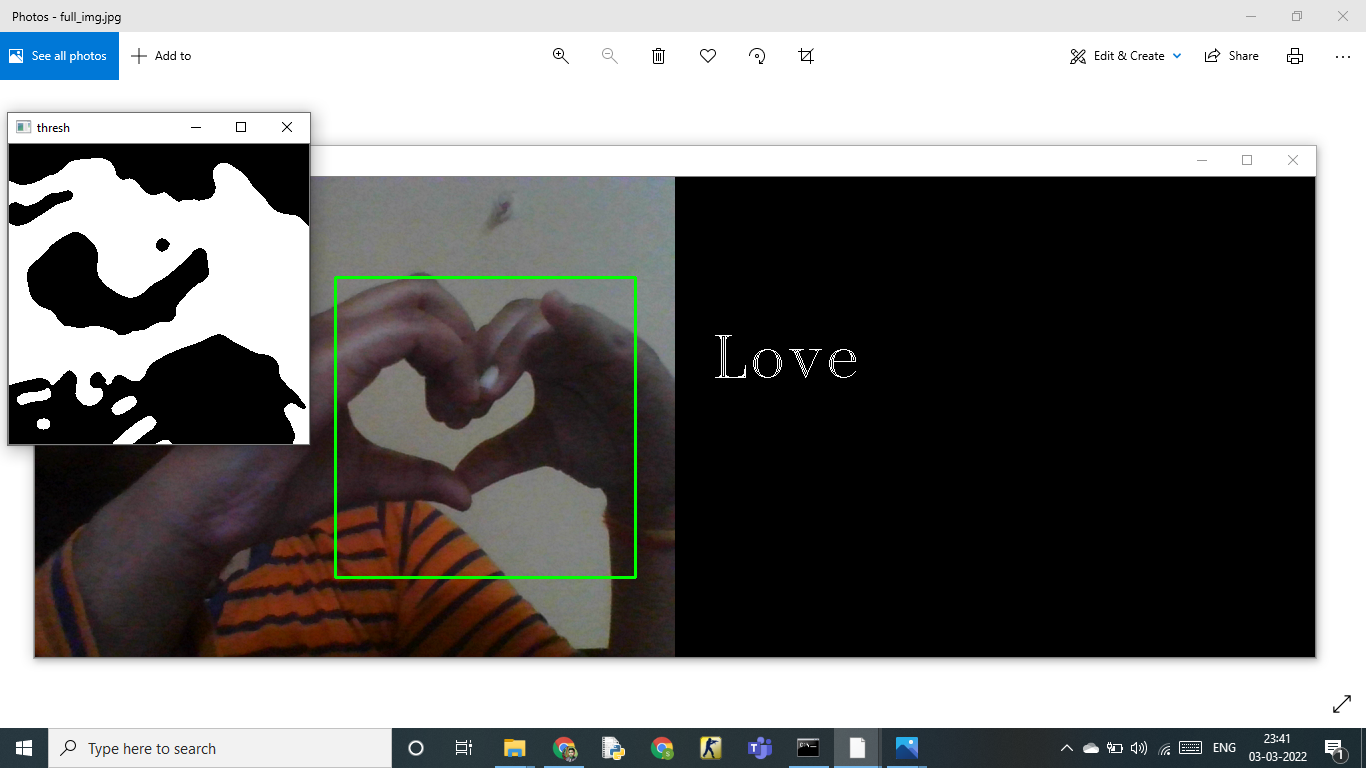 Photos - full_img.jpg
See all photos
Add to
Edit & Create
Share
thresh
Love
Type here to search
ENG
23:41
03-03-2022
1